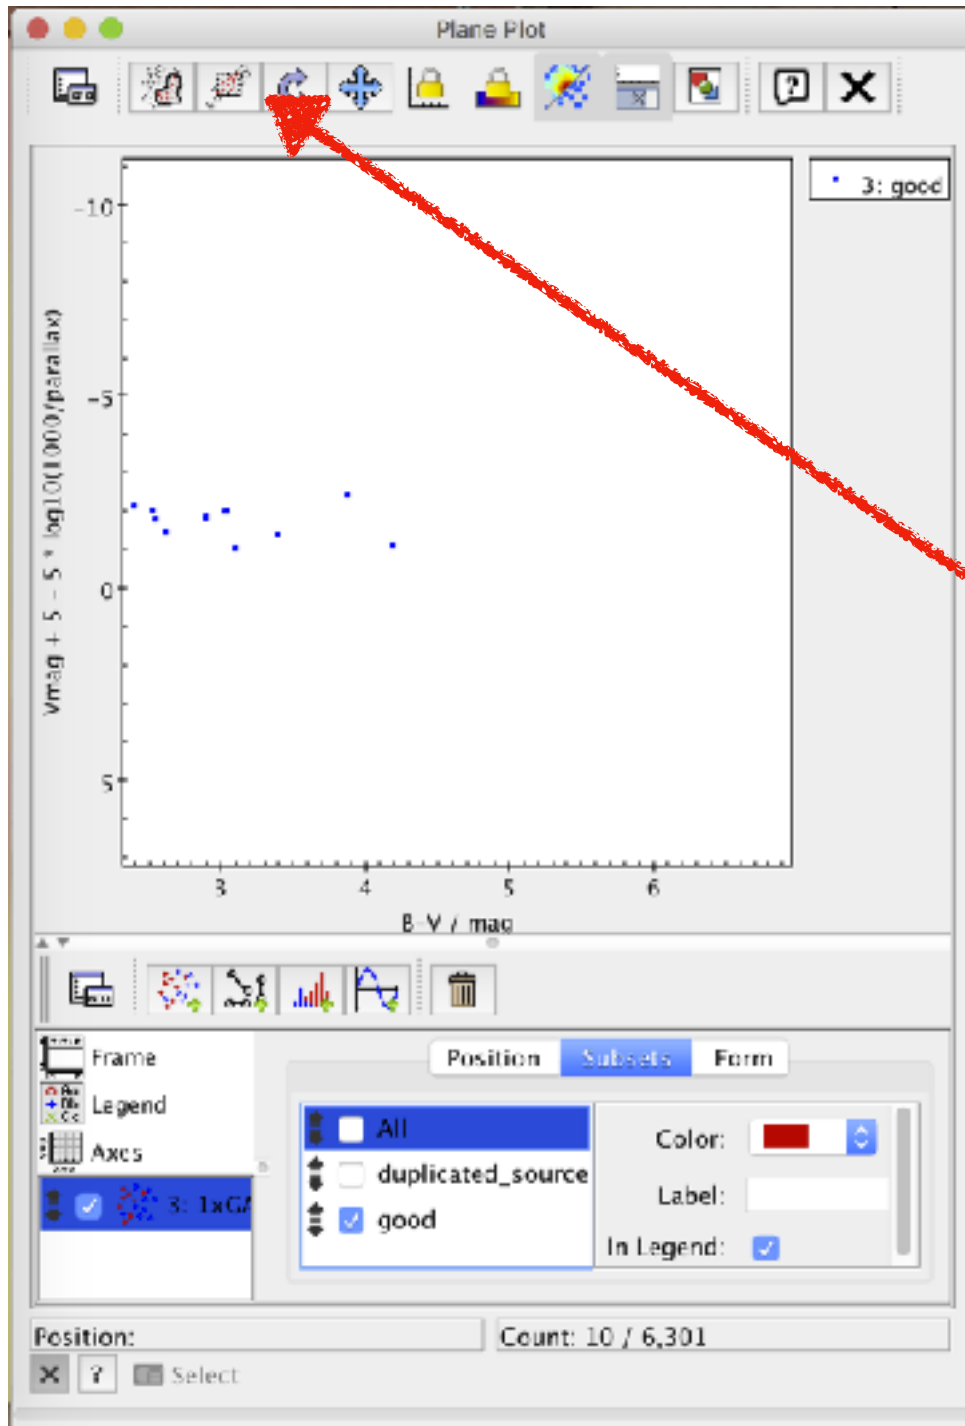 Plane Plot
3: good
-10
-5
0
5
Vmag + 5 - 5 * log10(1000/parallax)
3 4 5 6
B-V / mag
Frame
Legend
Axes
3: 1xGA
Position Subsets Form
All
duplicated_source
good
Color:
Label:
In Legend:
Position:
Count: 10 / 6,301
? Select